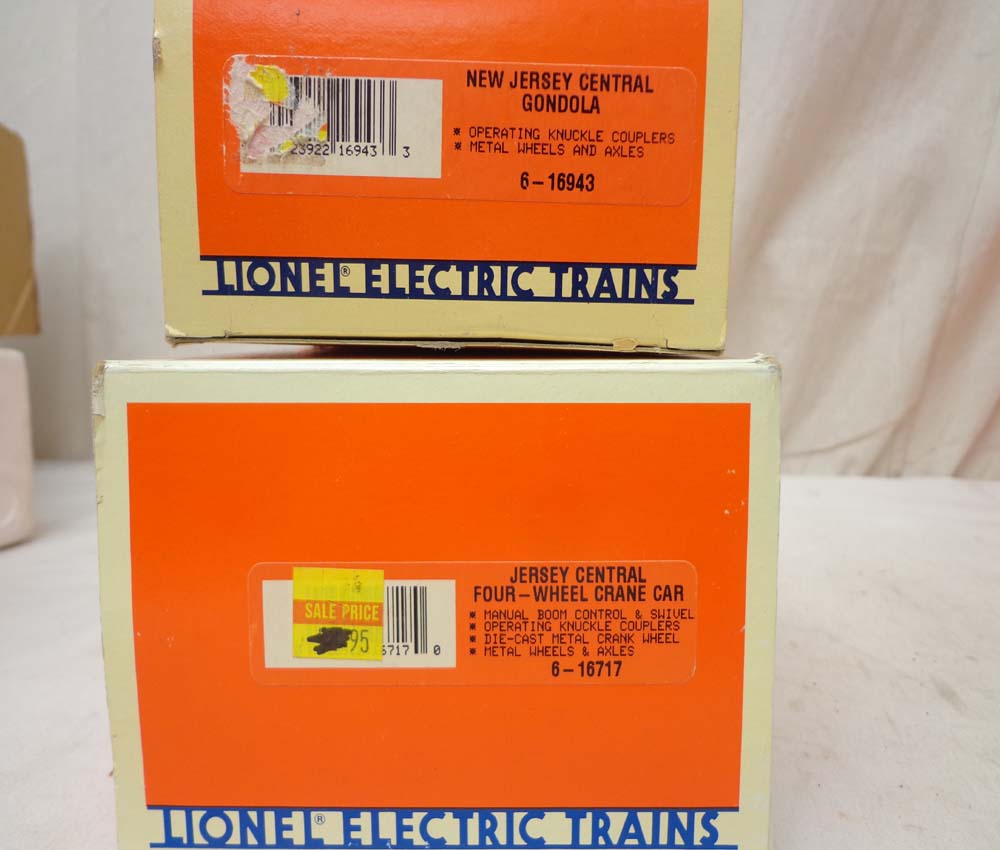 NEW JERSEY CENTRAL
GONDOLA
* OPERATING KNUCKLE COUPLERS
* METAL WHEELS AND AXLES
6-16943
23922 16943 3
LIONEL® ELECTRIC TRAINS
JERSEY CENTRAL
FOUR-WHEEL CRANE CAR
* MANUAL BOOM CONTROL & SWIVEL
* OPERATING KNUCKLE COUPLERS
* DIE-CAST METAL CRANK WHEEL
* METAL WHEELS & AXLES
6-16717
SALE PRICE
95
6717 0
LIONEL® ELECTRIC TRAINS